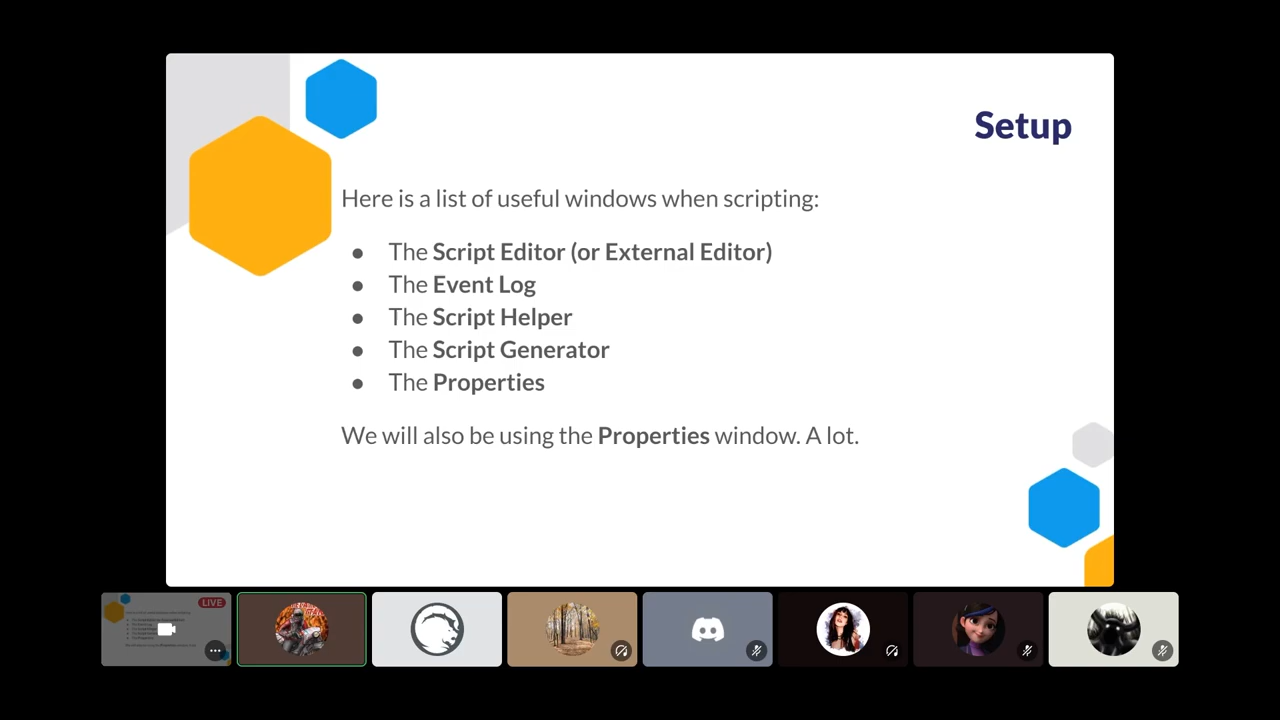 Setup
Here is a list of useful windows when scripting:
● The Script Editor (or External Editor)
● The Event Log
● The Script Helper
● The Script Generator
● The Properties
We will also be using the Properties window. A lot.
LIVE